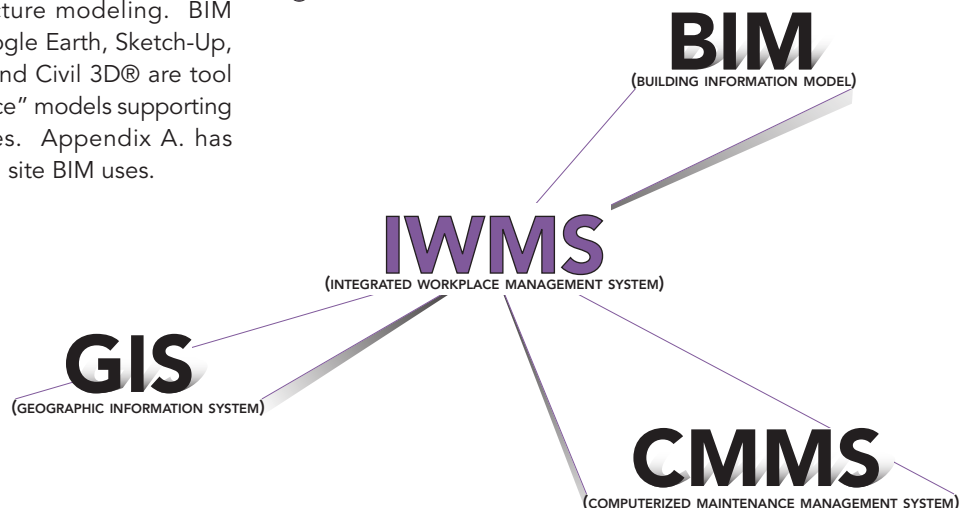 ture modeling. BIM
ogle Earth, Sketch-Up,
nd Civil 3D® are tool
ce” models supporting
es. Appendix A. has
site BIM uses.
BIM
(BUILDING INFORMATION MODEL)
IWMS
(INTEGRATED WORKPLACE MANAGEMENT SYSTEM)
GIS
(GEOGRAPHIC INFORMATION SYSTEM)
CMMS
(COMPUTERIZED MAINTENANCE MANAGEMENT SYSTEM)